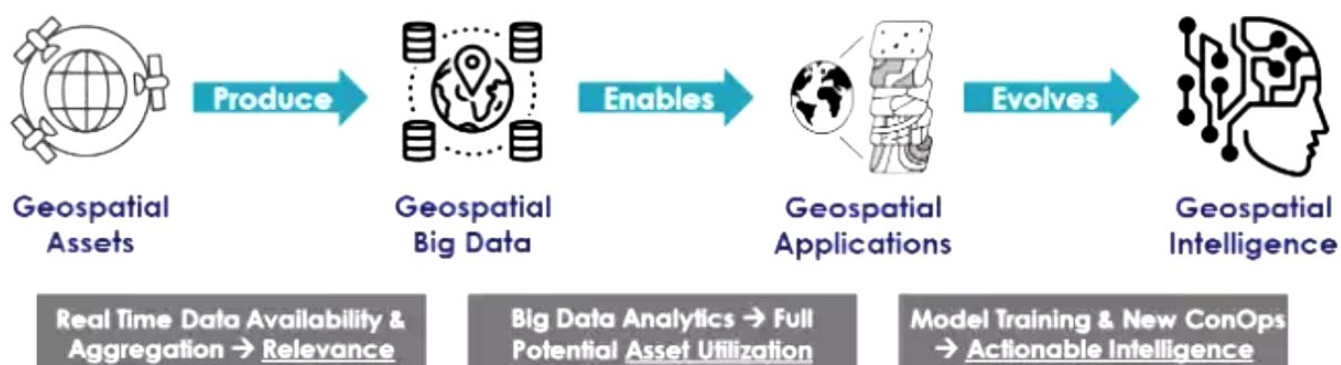 Produce
Enables
Evolves
Geospatial
Assets
Geospatial
Big Data
Geospatial
Applications
Geospatial
Intelligence
Real Time Data Availability &
Aggregation → Relevance
Big Data Analytics → Full
Potential Asset Utilization
Model Training & New ConOps
→ Actionable Intelligence